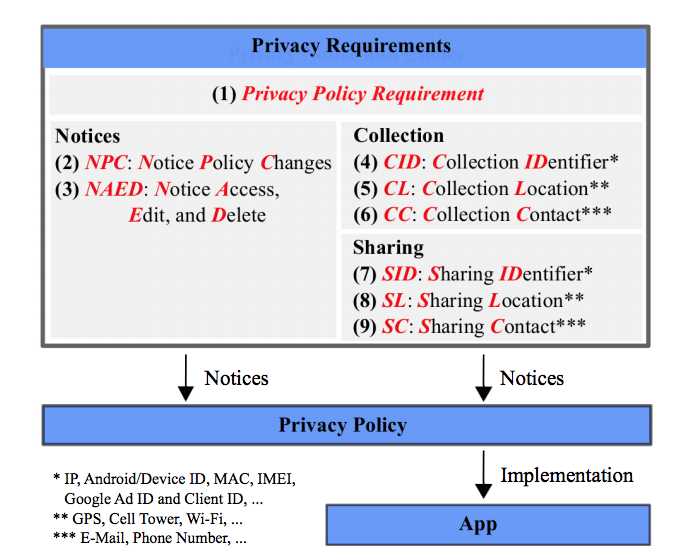 Privacy Requirements
(1) Privacy Policy Requirement
Notices
(2) NPC: Notice Policy Changes
(3) NAED: Notice Access,
Edit, and Delete
Collection
(4) CID: Collection IDentifier*
(5) CL: Collection Location**
(6) CC: Collection Contact***
Sharing
(7) SID: Sharing IDentifier*
(8) SL: Sharing Location**
(9) SC: Sharing Contact***
Notices
Notices
Privacy Policy
* IP, Android/Device ID, MAC, IMEI,
Google Ad ID and Client ID, ...
** GPS, Cell Tower, Wi-Fi, ...
*** E-Mail, Phone Number, ...
Implementation
App